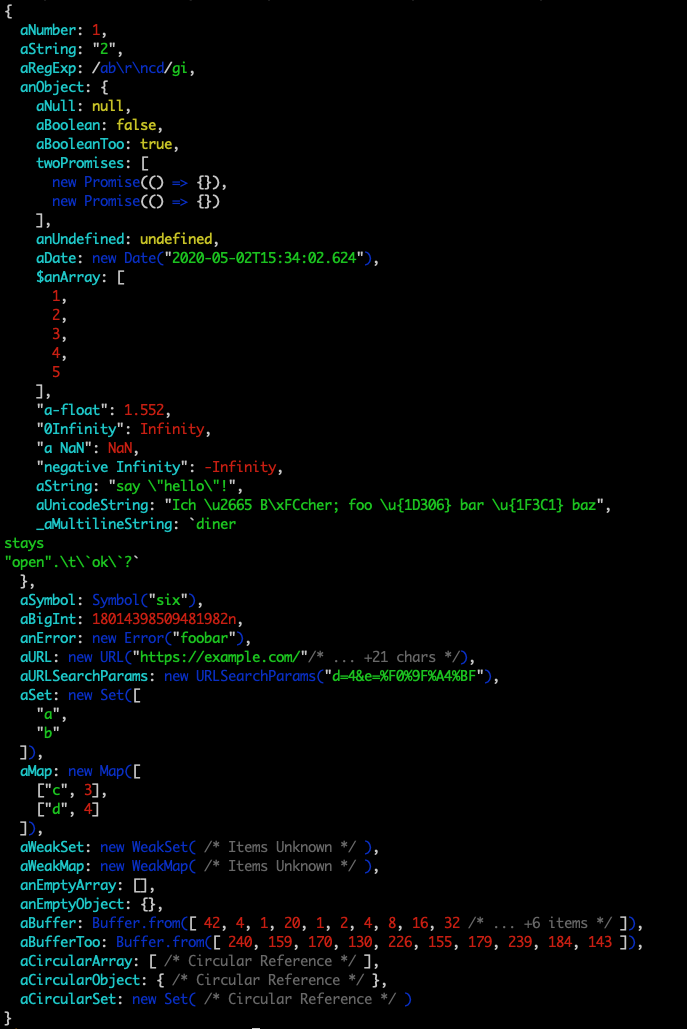 {
  aNumber: 1,
  aString: "2",
  aRegExp: /ab\r\ncd/gi,
  anObject: {
    aNull: null,
    aBoolean: false,
    aBooleanToo: true,
    twoPromises: [
      new Promise(() => {}),
      new Promise(() => {})
    ],
    anUndefined: undefined,
    aDate: new Date("2020-05-02T15:34:02.624"),
    $anArray: [
      1,
      2,
      3,
      4,
      5
    ],
    "a-float": 1.552,
    "0Infinity": Infinity,
    "a NaN": NaN,
    "negative Infinity": -Infinity,
    aString: "say \"hello\"!",
    aUnicodeString: "Ich \u2665 B\xFCcher; foo \u{1D306} bar \u{1F3C1} baz",
    _aMultilineString: `diner
stays
"open".\t\`ok\`?`
  },
  aSymbol: Symbol("six"),
  aBigInt: 18014398509481982n,
  anError: new Error("foobar"),
  aURL: new URL("https://example.com/"/* ... +21 chars */),
  aURLSearchParams: new URLSearchParams("d=4&e=%F0%9F%A4%BF"),
  aSet: new Set([
    "a",
    "b"
  ]),
  aMap: new Map([
    ["c", 3],
    ["d", 4]
  ]),
  aWeakSet: new WeakSet( /* Items Unknown */ ),
  aWeakMap: new WeakMap( /* Items Unknown */ ),
  anEmptyArray: [],
  anEmptyObject: {},
  aBuffer: Buffer.from([ 42, 4, 1, 20, 1, 2, 4, 8, 16, 32 /* ... +6 items */ ]),
  aBufferToo: Buffer.from([ 240, 159, 170, 130, 226, 155, 179, 239, 184, 143 ]),
  aCircularArray: [ /* Circular Reference */ ],
  aCircularObject: { /* Circular Reference */ },
  aCircularSet: new Set( /* Circular Reference */ )
}